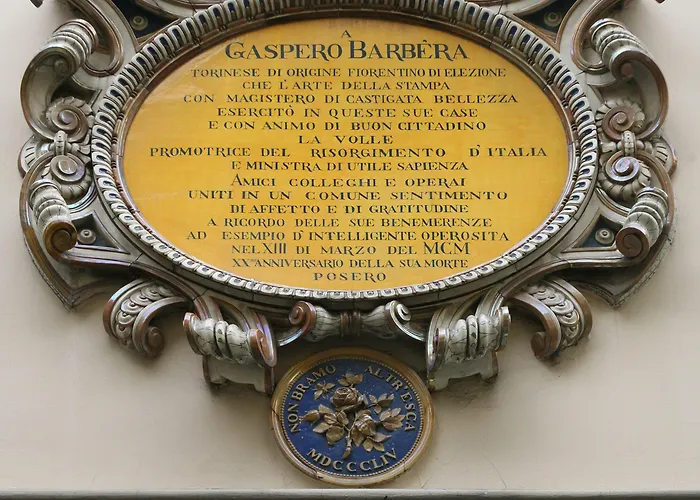 A
GASPERO BARBÈRA
TORINESE DI ORIGINE FIORENTINO DI ELEZIONE
CHE L'ARTE DELLA STAMPA
CON MAGISTERO DI CASTIGATA BELLEZZA
ESERCITÒ IN QUESTE SUE CASE
E CON ANIMO DI BUON CITTADINO
LA VOLLE
PROMOTRICE DEL RISORGIMENTO D'ITALIA
E MINISTRA DI UTILE SAPIENZA
AMICI COLLEGHI E OPERAI
UNITI IN UN COMUNE SENTIMENTO
DI AFFETTO E DI GRATITUDINE
A RICORDO DELLE SUE BENEMERENZE
AD ESEMPIO D'INTELLIGENTE OPEROSITA
NEL XIII DI MARZO DEL MCM
XX°ANNIVERSARIO DELLA SUA MORTE
POSERO
NON BRAMO ALTR'ESCA
MDCCCLIV